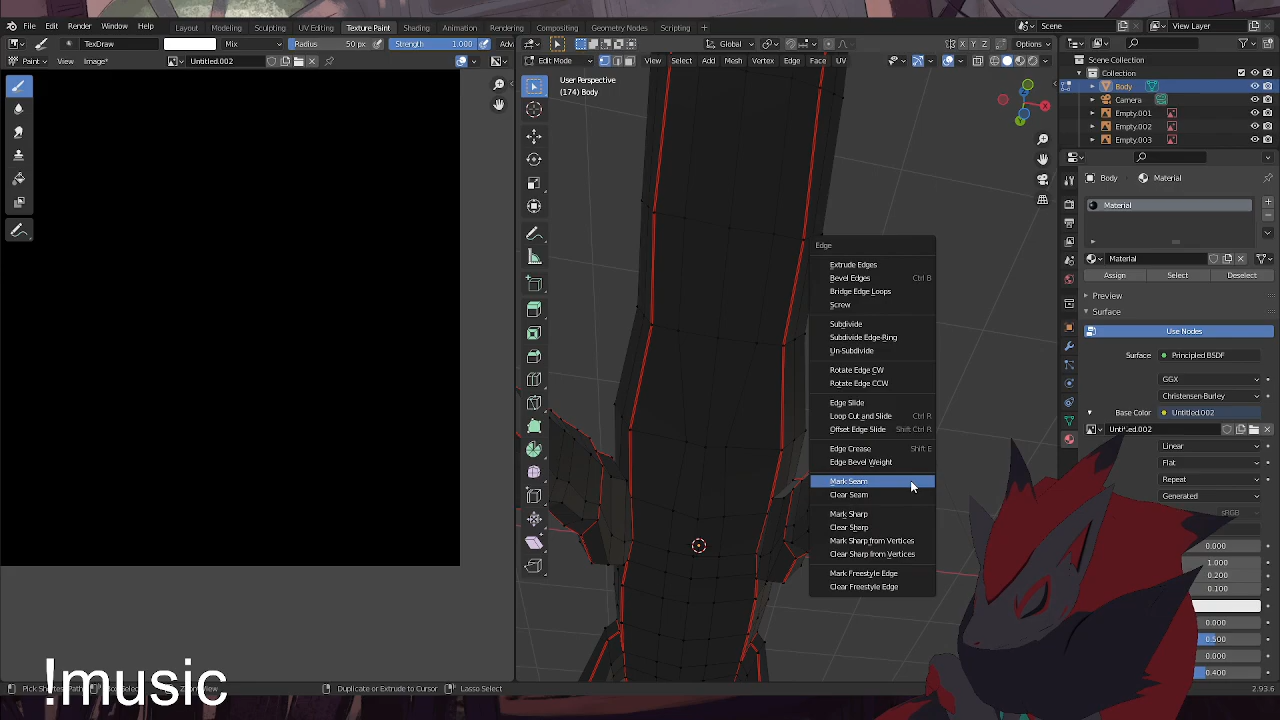 File Edit Render Window Help Layout Modeling Sculpting UV Editing Texture Paint Shading Animation Rendering Compositing Geometry Nodes Scripting + Scene View Layer
TexDraw Mix Radius 50 px Strength 1.000 Adv Global X Y Z Options
Paint View Image* Untitled.002 Edit Mode View Select Add Mesh Vertex Edge Face UV
Scene Collection
Collection
Body
Camera
Empty.001
Empty.002
Empty.003
User Perspective
(174) Body
Body Material
Material
Material
Assign Select Deselect
Preview
Surface
Use Nodes
Surface Principled BSDF
GGX
Christensen-Burley
Base Color Untitled.002
Untitled.002
Linear
Flat
Repeat
Generated
sRGB
0.000
1.000
0.200
0.100
0.000
0.500
0.000
0.400
Edge
Extrude Edges
Bevel Edges Ctrl B
Bridge Edge Loops
Screw
Subdivide
Subdivide Edge-Ring
Un-Subdivide
Rotate Edge CW
Rotate Edge CCW
Edge Slide
Loop Cut and Slide Ctrl R
Offset Edge Slide Shift Ctrl R
Edge Crease Shift E
Edge Bevel Weight
Mark Seam
Clear Seam
Mark Sharp
Clear Sharp
Mark Sharp from Vertices
Clear Sharp from Vertices
Mark Freestyle Edge
Clear Freestyle Edge
!music
Duplicate or Extrude to Cursor Lasso Select
2.93.6